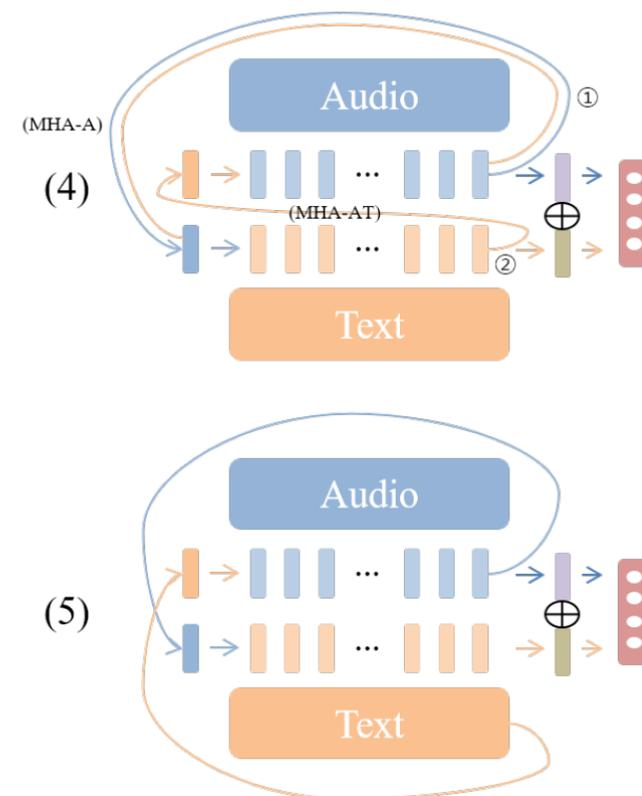 Audio
①
(MHA-A)
(4)
...
(MHA-AT)
...
②
Text
Audio
...
(5)
...
Text